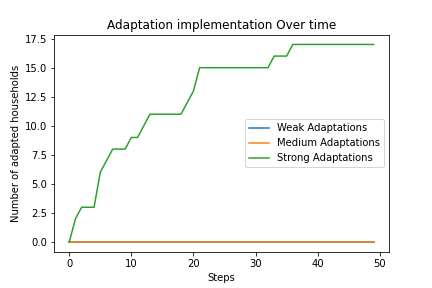 Adaptation implementation Over time
Number of adapted households
17.5
15.0
12.5
10.0
7.5
5.0
2.5
0.0
Weak Adaptations
Medium Adaptations
Strong Adaptations
0 10 20 30 40 50
Steps